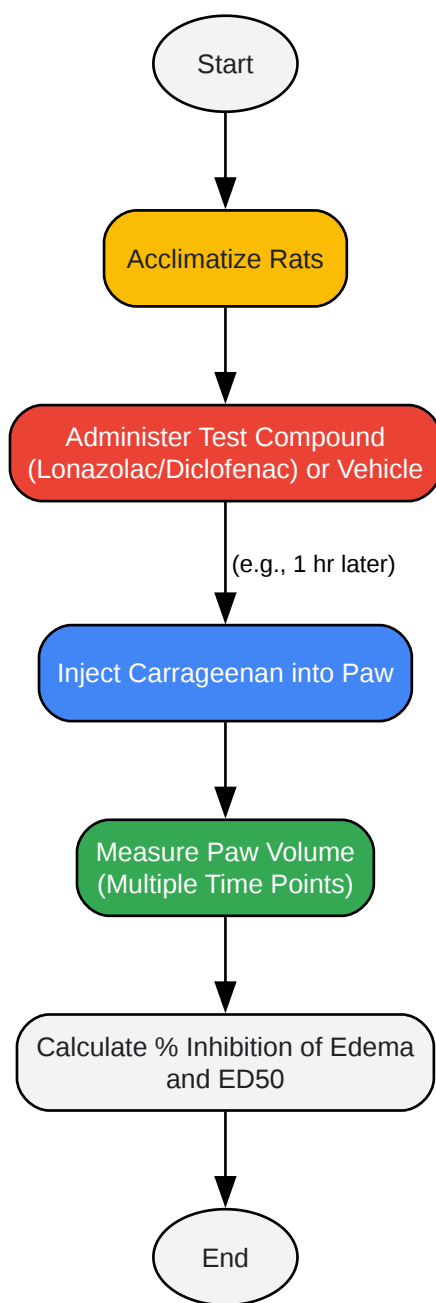 Start
Acclimatize Rats
Administer Test Compound
(Lonazolac/Diclofenac) or Vehicle
(e.g., 1 hr later)
Inject Carrageenan into Paw
Measure Paw Volume
(Multiple Time Points)
Calculate % Inhibition of Edema
and ED50
End